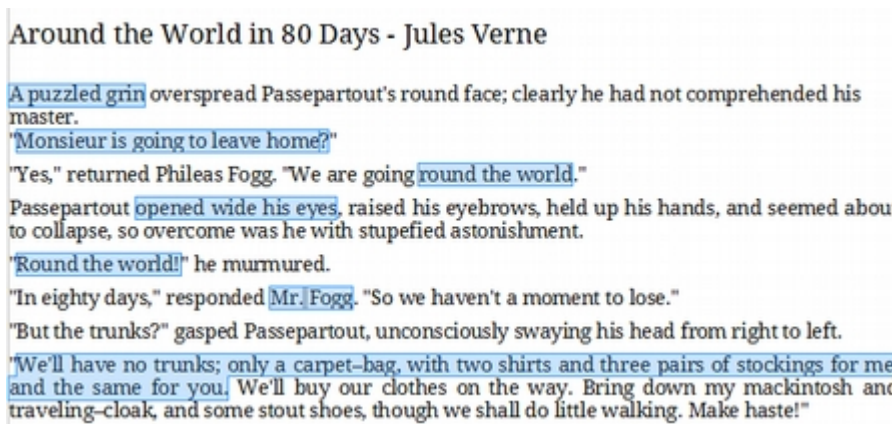 Around the World in 80 Days - Jules Verne
A puzzled grin overspread Passepartout's round face; clearly he had not comprehended his
master.
"Monsieur is going to leave home?"
"Yes," returned Phileas Fogg. "We are going round the world."
Passepartout opened wide his eyes, raised his eyebrows, held up his hands, and seemed abou
to collapse, so overcome was he with stupefied astonishment.
"Round the world!" he murmured.
"In eighty days," responded Mr. Fogg. "So we haven't a moment to lose."
"But the trunks?" gasped Passepartout, unconsciously swaying his head from right to left.
"We'll have no trunks; only a carpet–bag, with two shirts and three pairs of stockings for me
and the same for you. We'll buy our clothes on the way. Bring down my mackintosh and
traveling–cloak, and some stout shoes, though we shall do little walking. Make haste!"